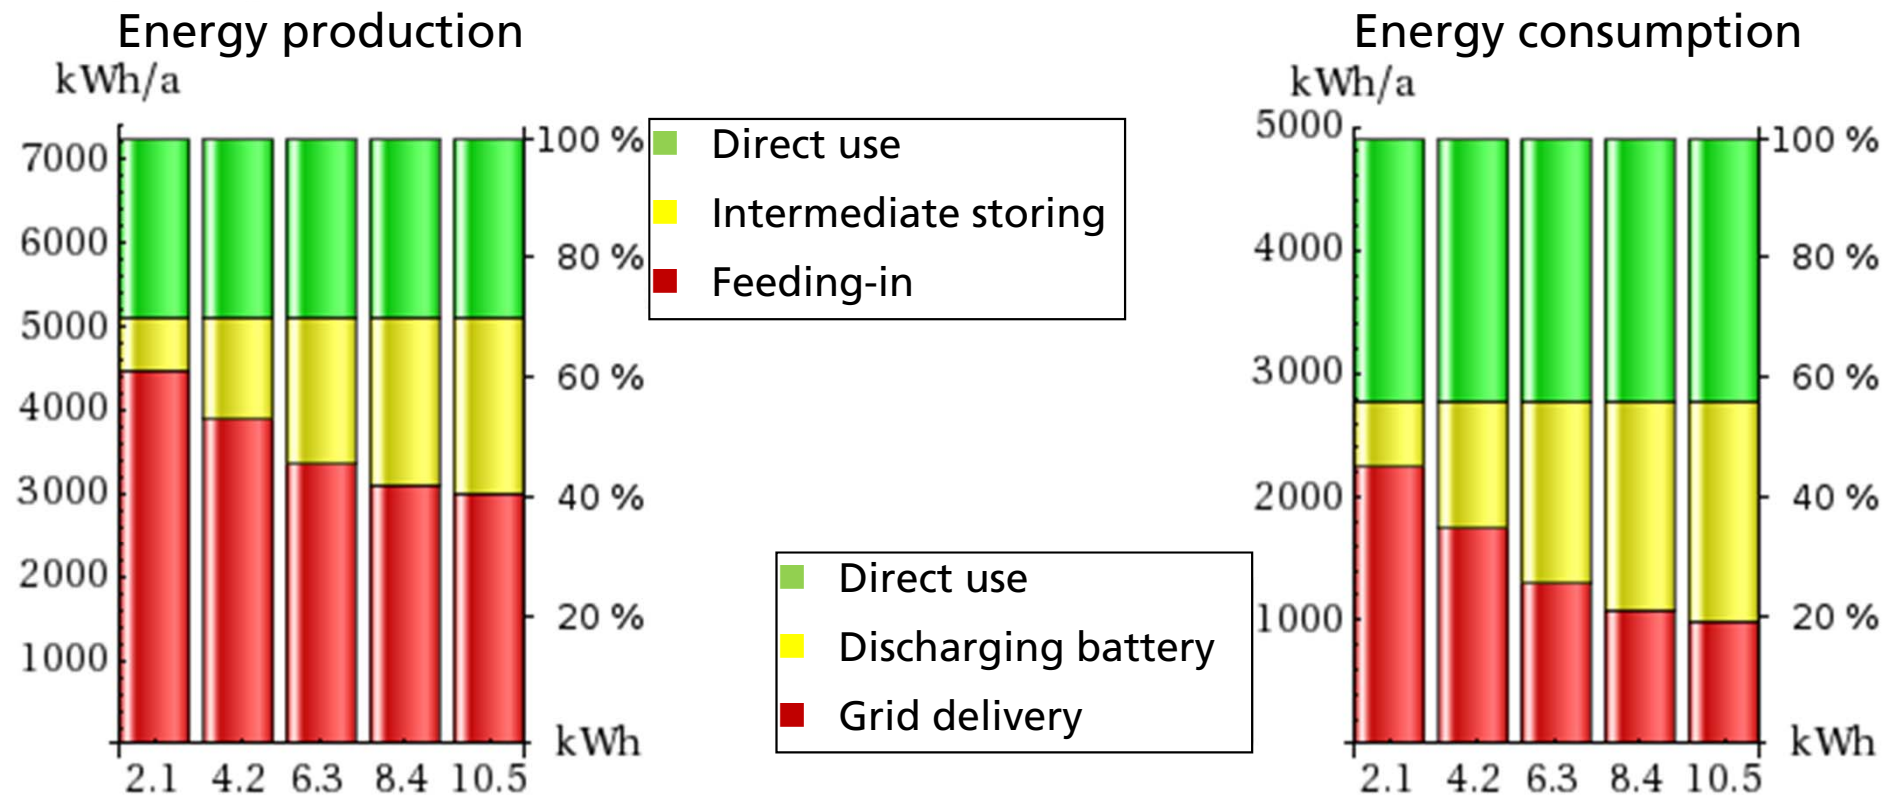 Energy production
kWh/a
7000
6000
5000
4000
3000
2000
1000
100 %
80 %
60 %
40 %
20 %
kWh
2.1 4.2 6.3 8.4 10.5
Direct use
Intermediate storing
Feeding-in
Direct use
Discharging battery
Grid delivery
Energy consumption
kWh/a
5000
4000
3000
2000
1000
100 %
80 %
60 %
40 %
20 %
kWh
2.1 4.2 6.3 8.4 10.5